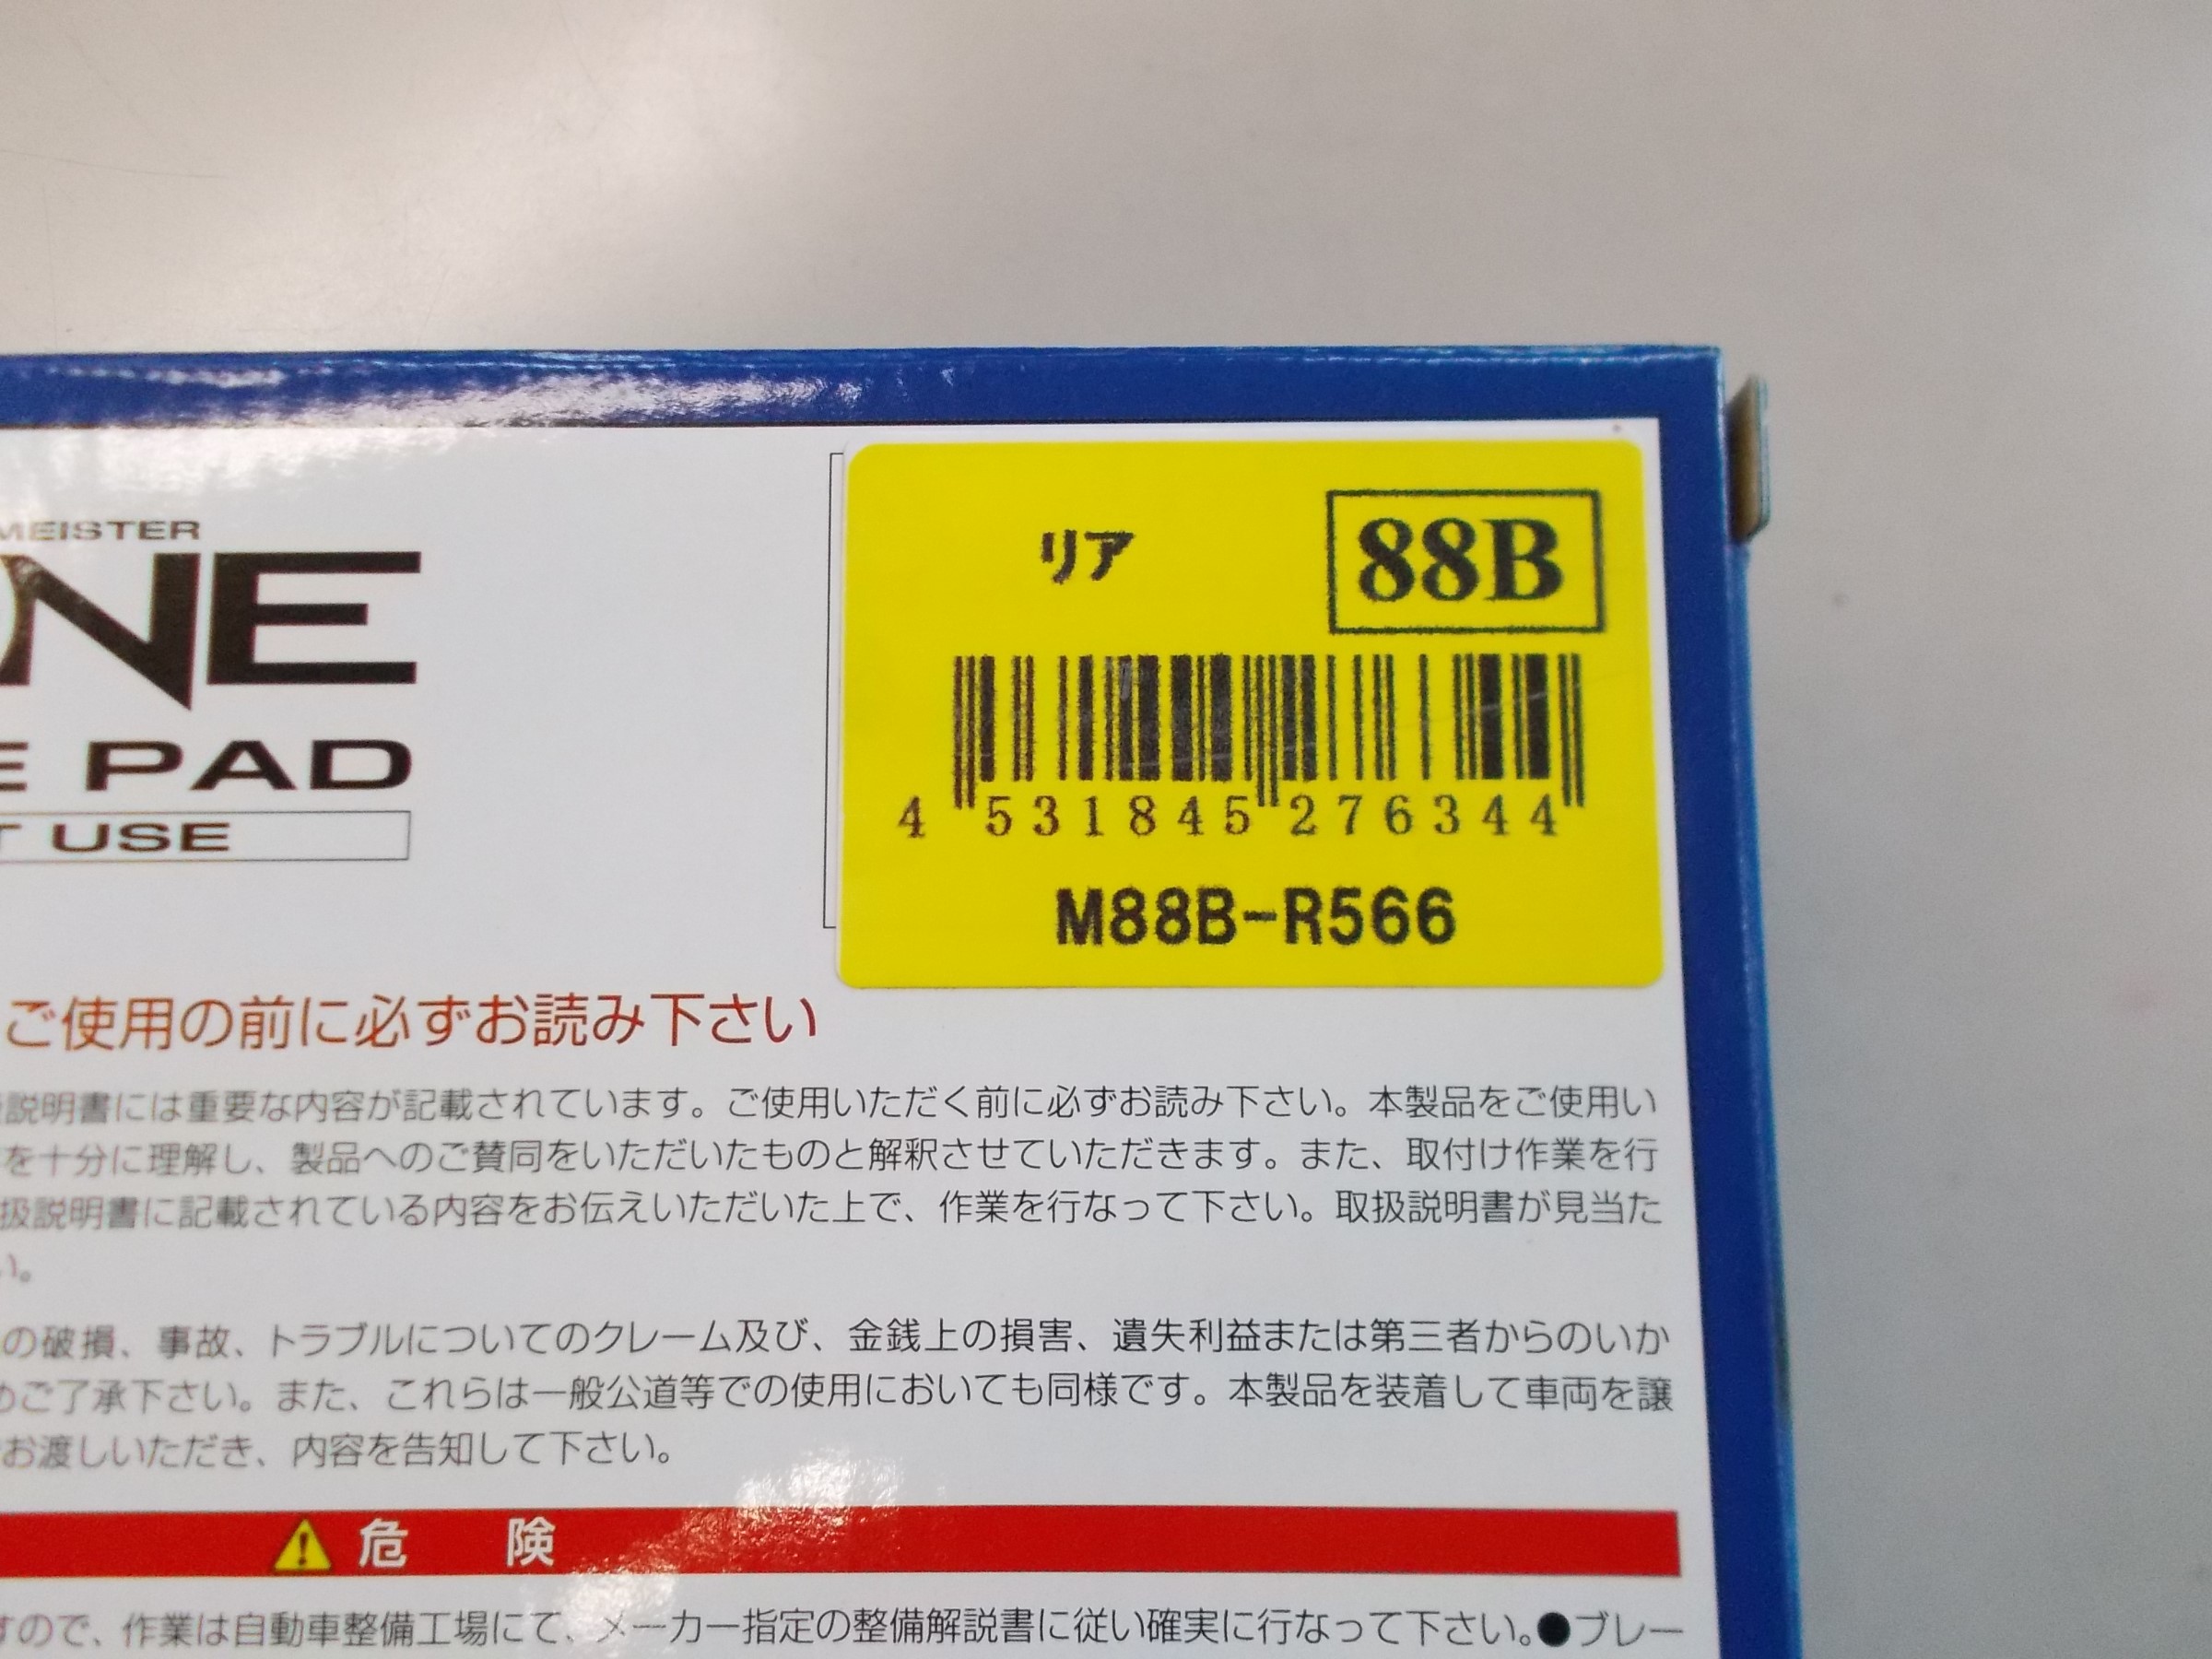 MEISTER
NE
E PAD
T USE
リア
88B
4 531845 276344
M88B-R566
ご使用の前に必ずお読み下さい
説明書には重要な内容が記載されています。ご使用いただく前に必ずお読み下さい。本製品をご使用い
を十分に理解し、製品へのご賛同をいただいたものと解釈させていただきます。また、取付け作業を行
扱説明書に記載されている内容をお伝えいただいた上で、作業を行なって下さい。取扱説明書が見当た
い。
の破損、事故、トラブルについてのクレーム及び、金銭上の損害、遺失利益または第三者からのいか
めご了承下さい。また、これらは一般公道等での使用においても同様です。本製品を装着して車両を譲
お渡しいただき、内容を告知して下さい。
危 険
すので、作業は自動車整備工場にて、メーカー指定の整備解説書に従い確実に行なって下さい。●ブレー